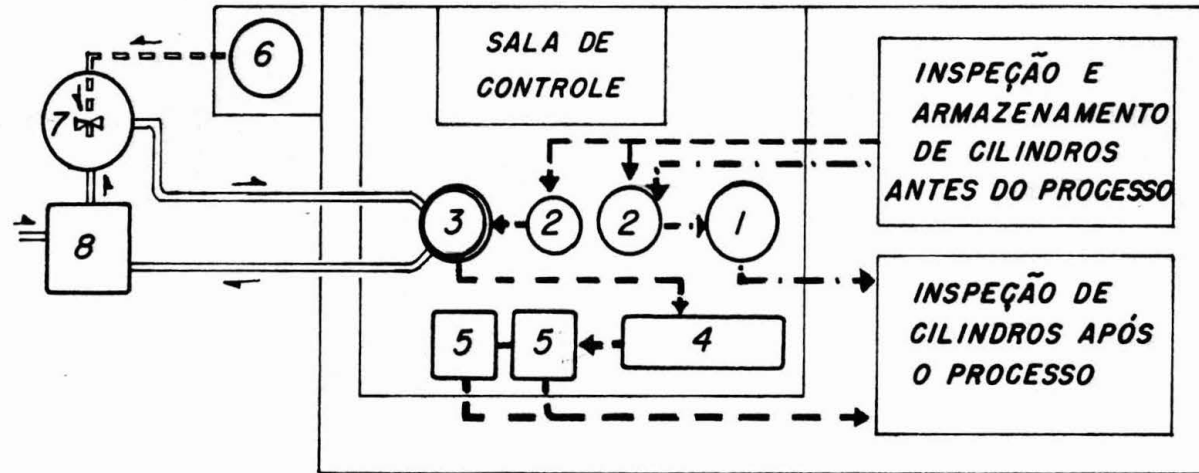 SALA DE
CONTROLE
INSPEÇÃO E
ARMAZENAMENTO
DE CILINDROS
ANTES DO PROCESSO
6
7
8
3
2
2
1
5
5
4
INSPEÇÃO DE
CILINDROS APÓS
O PROCESSO